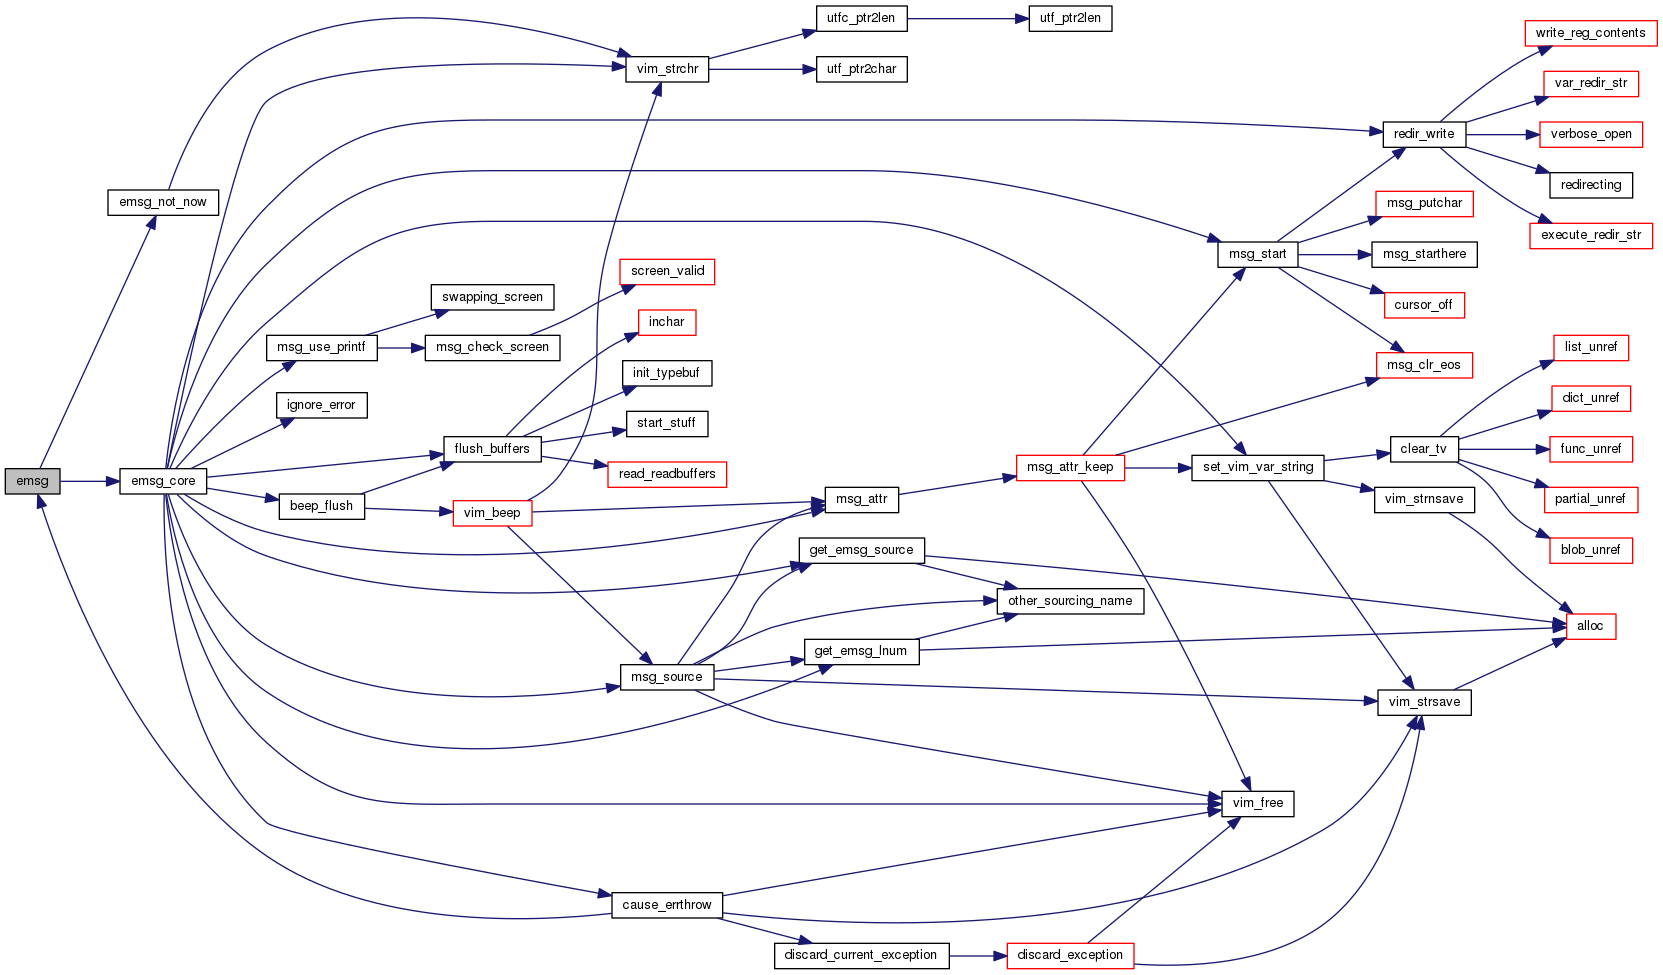 emsg
emsg_not_now
emsg_core
msg_use_printf
ignore_error
beep_flush
swapping_screen
msg_check_screen
flush_buffers
vim_beep
vim_strchr
screen_valid
inchar
init_typebuf
start_stuff
read_readbuffers
msg_source
cause_errthrow
utfc_ptr2len
utf_ptr2char
msg_attr
get_emsg_source
get_emsg_lnum
discard_current_exception
utf_ptr2len
msg_attr_keep
other_sourcing_name
discard_exception
msg_start
set_vim_var_string
vim_free
redir_write
msg_putchar
msg_starthere
cursor_off
msg_clr_eos
clear_tv
vim_strnsave
vim_strsave
write_reg_contents
var_redir_str
verbose_open
redirecting
execute_redir_str
list_unref
dict_unref
func_unref
partial_unref
blob_unref
alloc